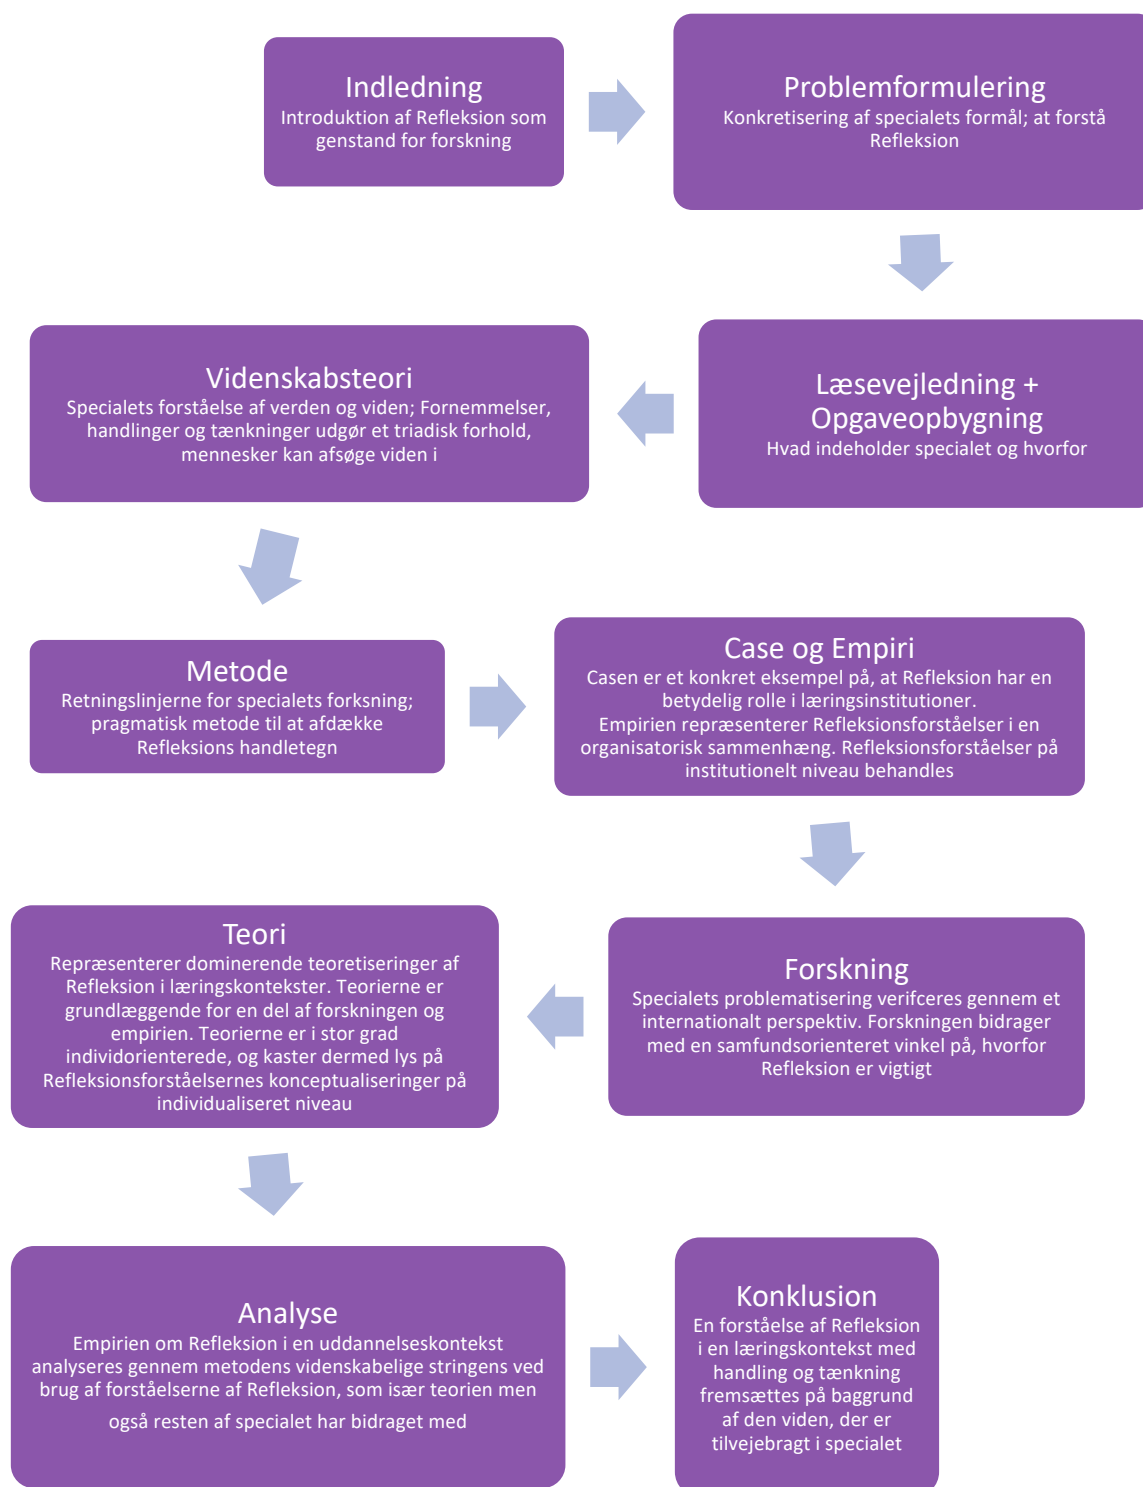 Indledning
Introduktion af Refleksion som
genstand for forskning
Problemformulering
Konkretisering af specialets formål; at forstå
Refleksion
Læsevejledning +
Opgaveopbygning
Hvad indeholder specialet og hvorfor
Videnskabsteori
Specialets forståelse af verden og viden; Fornemmelser,
handlinger og tænkninger udgør et triadisk forhold,
mennesker kan afsøge viden i
Metode
Retningslinjerne for specialets forksning;
pragmatisk metode til at afdække
Refleksions handletegn
Case og Empiri
Casen er et konkret eksempel på, at Refleksion har en
betydelig rolle i læringsinstitutioner.
Empirien repræsenterer Refleksionsforståelser i en
organisatorisk sammenhæng. Refleksionsforståelser på
institutionelt niveau behandles
Forskning
Specialets problematisering verifceres gennem et
internationalt perspektiv. Forskningen bidrager
med en samfundsorienteret vinkel på, hvorfor
Refleksion er vigtigt
Teori
Repræsenterer dominerende teoretiseringer af
Refleksion i læringskontekster. Teorierne er
grundlæggende for en del af forskningen og
empirien. Teorierne er i stor grad
individorienterede, og kaster dermed lys på
Refleksionsforståelsernes konceptualiseringer på
individualiseret niveau
Analyse
Empirien om Refleksion i en uddannelseskontekst
analyseres gennem metodens videnskabelige stringens ved
brug af forståelserne af Refleksion, som især teorien men
også resten af specialet har bidraget med
Konklusion
En forståelse af Refleksion
i en læringskontekst med
handling og tænkning
fremsættes på baggrund
af den viden, der er
tilvejebragt i specialet